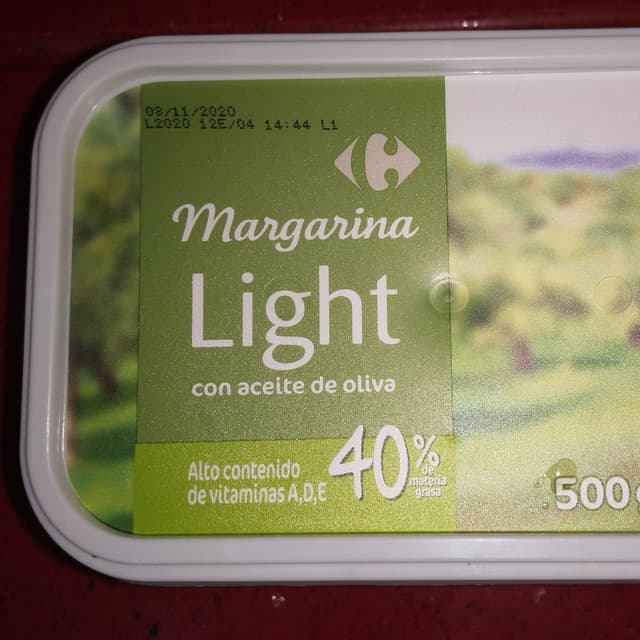 08/11/2020
L2020 12E/04 14:44 L1
Margarina
Light
con aceite de oliva
Alto contenido
de vitaminas A,D,E
40%
de
materia
grasa
500g